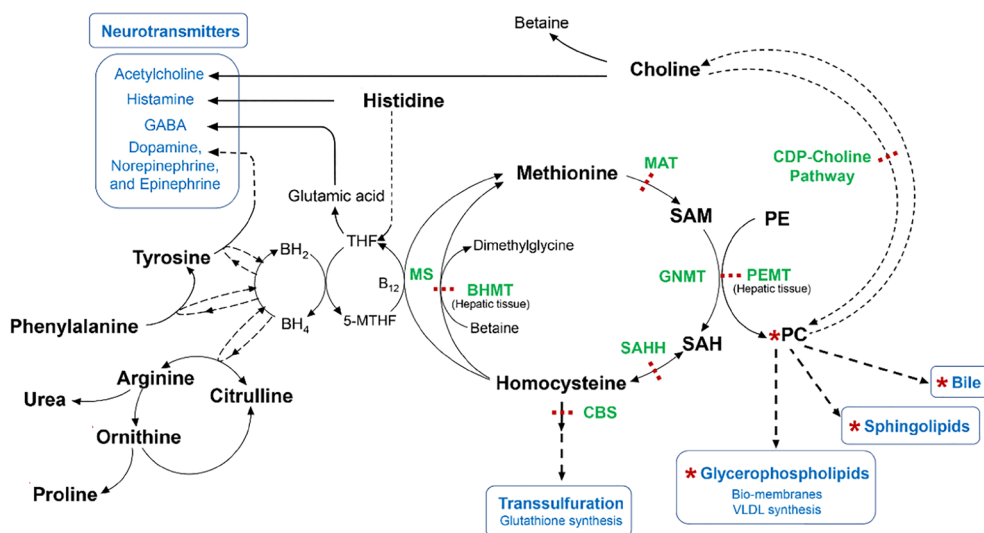 Neurotransmitters
Acetylcholine
Histamine
GABA
Dopamine,
Norepinephrine,
and Epinephrine
Betaine
Choline
Histidine
CDP-Choline
Pathway
Glutamic acid
Methionine
MAT
SAM
PE
Tyrosine
BH2
THF
Dimethylglycine
MS
B12
BHMT
(Hepatic tissue)
GNMT
PEMT
(Hepatic tissue)
Phenylalanine
BH4
5-MTHF
Betaine
SAHH
SAH
*PC
Arginine
Urea
Citrulline
Homocysteine
CBS
* Bile
* Sphingolipids
Ornithine
Proline
* Glycerophospholipids
Bio-membranes
VLDL synthesis
Transsulfuration
Glutathione synthesis